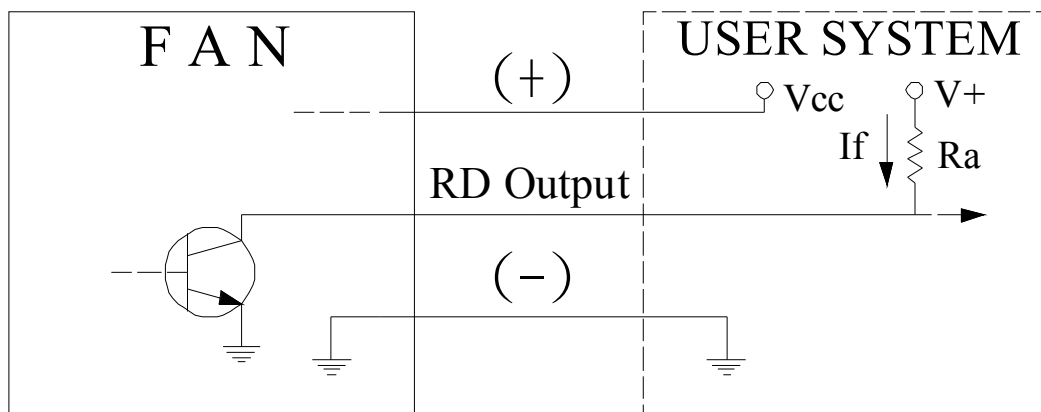 F A N
USER SYSTEM
(+)
Vcc
V+
If
Ra
RD Output
(−)